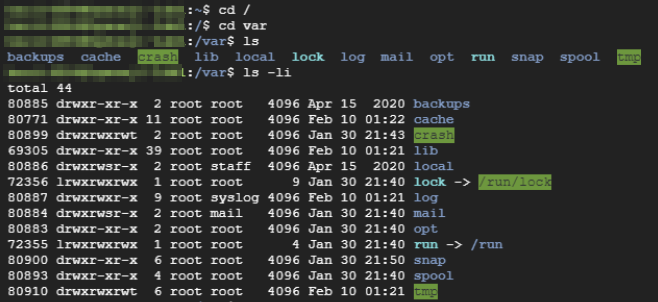 :~$ cd /
:/$ cd var
:/var$ ls
backups cache crash lib local lock log mail opt run snap spool tmp
:/var$ ls -li
total 44
80885 drwxr-xr-x 2 root root 4096 Apr 15 2020 backups
80771 drwxr-xr-x 11 root root 4096 Feb 10 01:22 cache
80899 drwxrwxrwt 2 root root 4096 Jan 30 21:43 crash
69305 drwxr-xr-x 39 root root 4096 Feb 10 01:21 lib
80886 drwxrwsr-x 2 root staff 4096 Apr 15 2020 local
72356 lrwxrwxrwx 1 root root 9 Jan 30 21:40 lock -> /run/lock
80887 drwxrwxr-x 9 root syslog 4096 Feb 10 01:21 log
80884 drwxrwsr-x 2 root mail 4096 Jan 30 21:40 mail
80883 drwxr-xr-x 2 root root 4096 Jan 30 21:40 opt
72355 lrwxrwxrwx 1 root root 4 Jan 30 21:40 run -> /run
80900 drwxr-xr-x 6 root root 4096 Jan 30 21:50 snap
80893 drwxr-xr-x 4 root root 4096 Jan 30 21:40 spool
80910 drwxrwxrwt 6 root root 4096 Feb 10 01:21 tmp